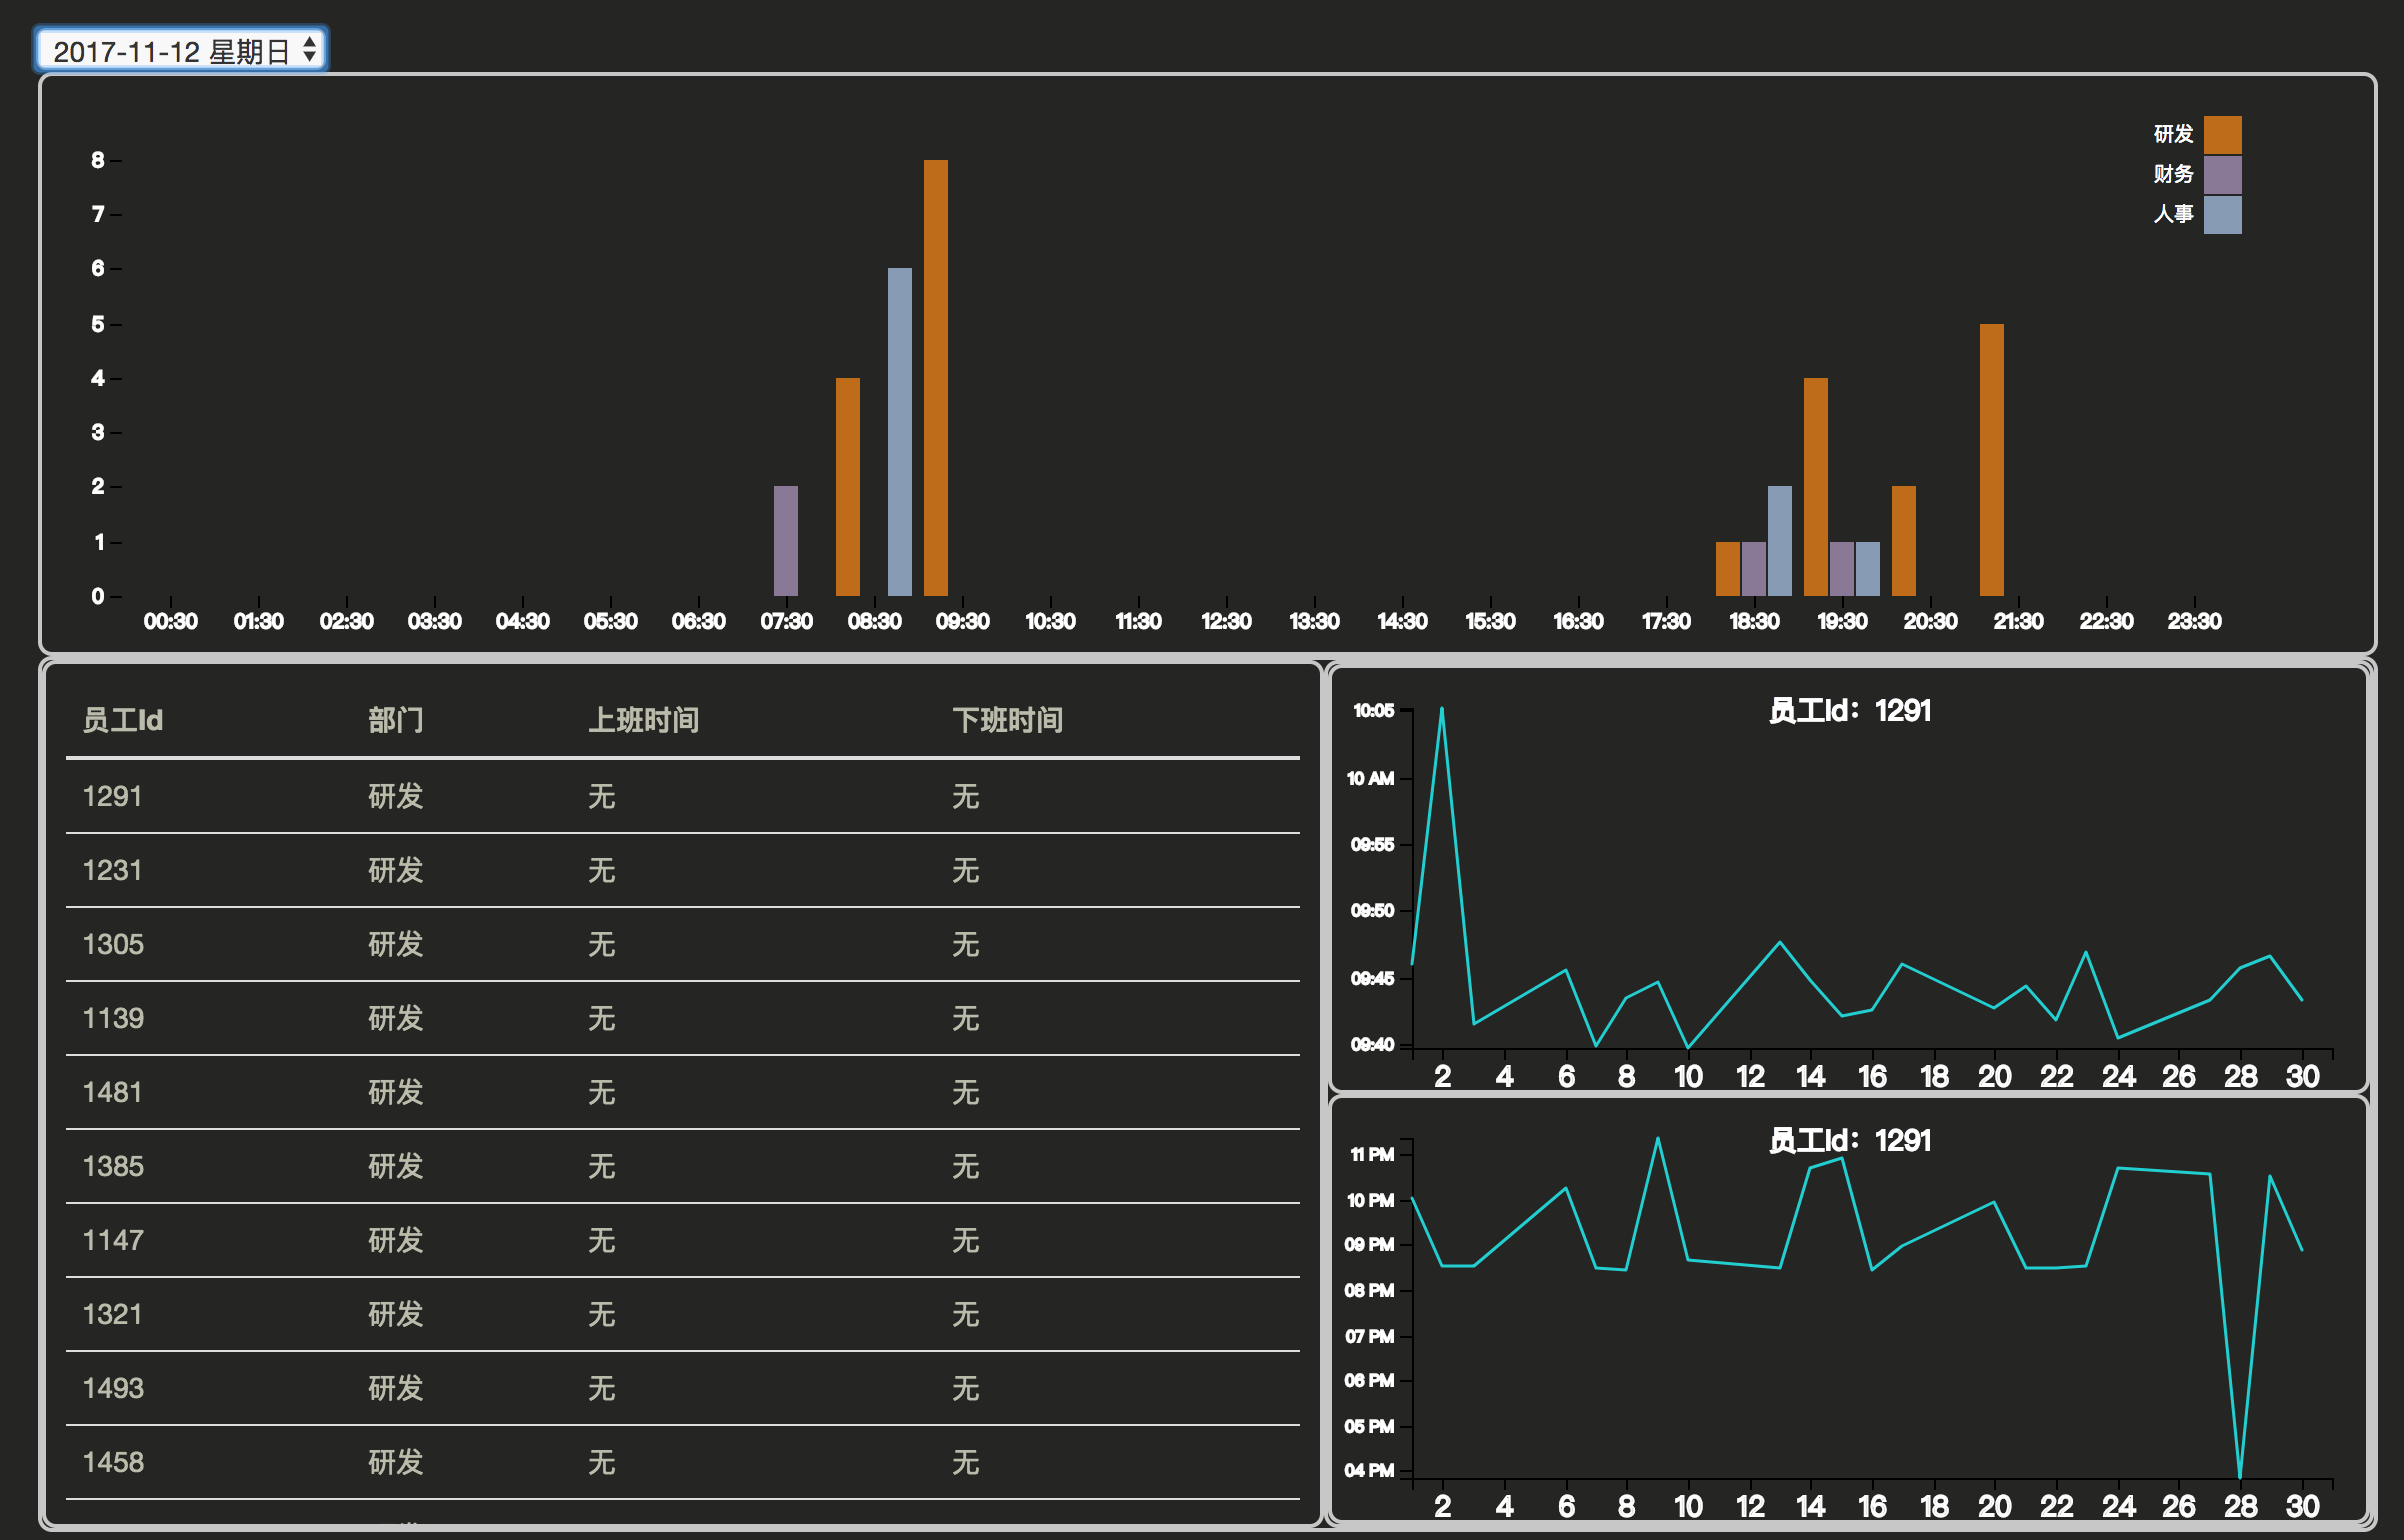 2017-11-12 星期日
研发
财务
人事
8
7
6
5
4
3
2
1
0
00:30 01:30 02:30 03:30 04:30 05:30 06:30 07:30 08:30 09:30 10:30 11:30 12:30 13:30 14:30 15:30 16:30 17:30 18:30 19:30 20:30 21:30 22:30 23:30
员工Id 部门 上班时间 下班时间
1291 研发 无 无
1231 研发 无 无
1305 研发 无 无
1139 研发 无 无
1481 研发 无 无
1385 研发 无 无
1147 研发 无 无
1321 研发 无 无
1493 研发 无 无
1458 研发 无 无
员工Id：1291
10:05
10 AM
09:55
09:50
09:45
09:40
2 4 6 8 10 12 14 16 18 20 22 24 26 28 30
员工Id：1291
11 PM
10 PM
09 PM
08 PM
07 PM
06 PM
05 PM
04 PM
2 4 6 8 10 12 14 16 18 20 22 24 26 28 30